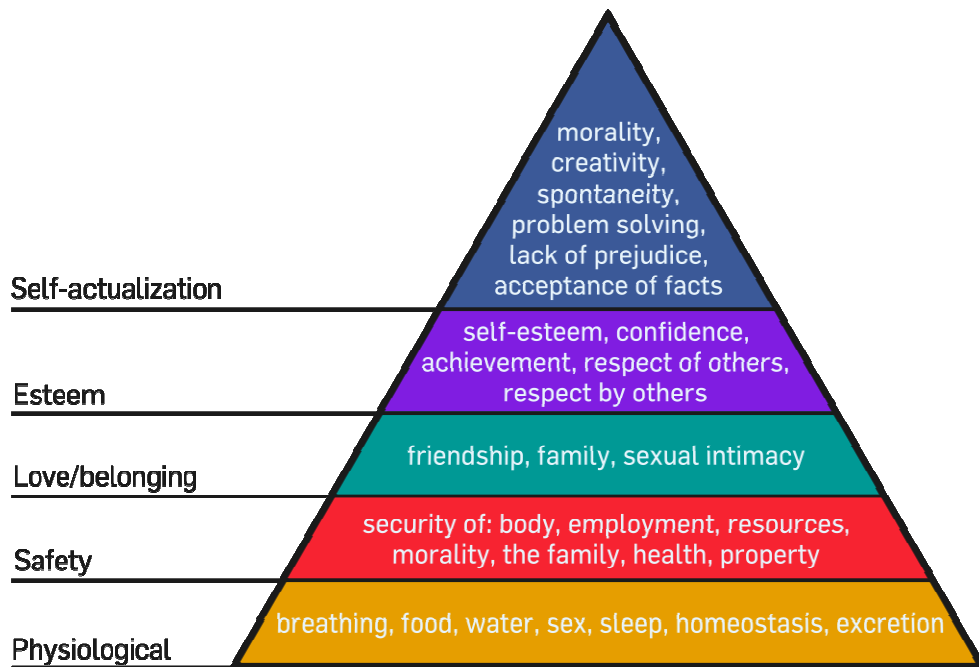 morality,
creativity,
spontaneity,
problem solving,
lack of prejudice,
acceptance of facts
Self-actualization
self-esteem, confidence,
achievement, respect of others,
respect by others
Esteem
friendship, family, sexual intimacy
Love/belonging
security of: body, employment, resources,
morality, the family, health, property
Safety
breathing, food, water, sex, sleep, homeostasis, excretion
Physiological